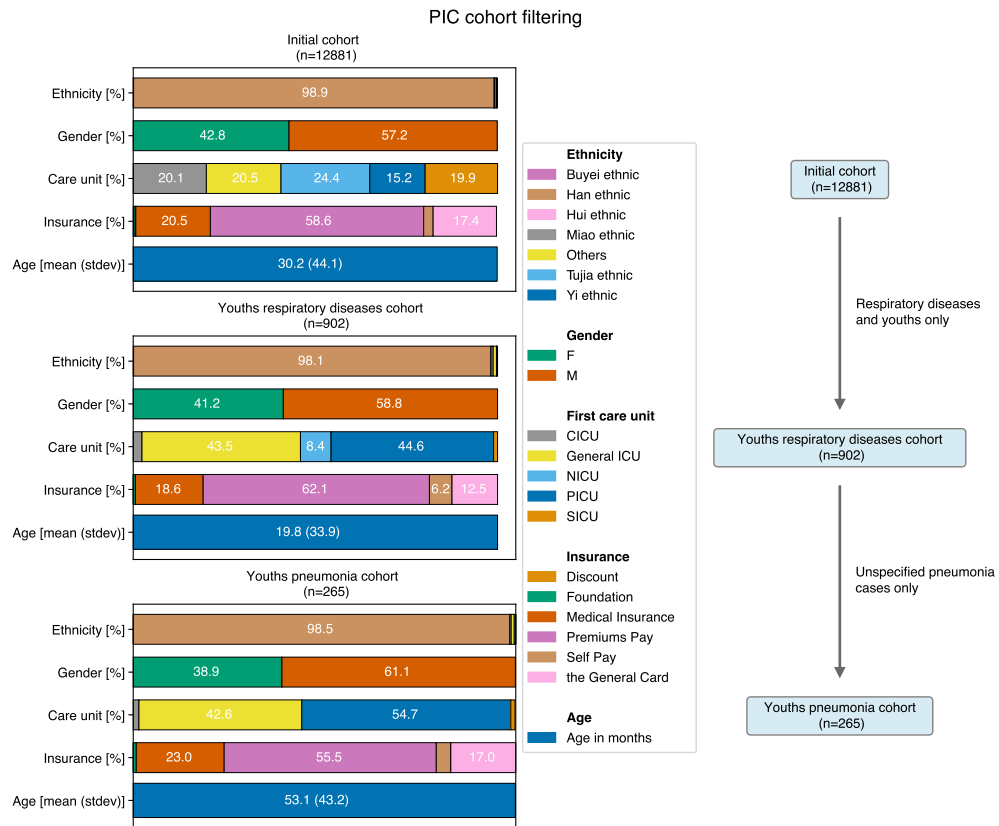 PIC cohort filtering
Initial cohort
(n=12881)
Ethnicity [%]
98.9
Gender [%]
42.8
57.2
Care unit [%]
20.1
20.5
24.4
15.2
19.9
Insurance [%]
20.5
58.6
17.4
Age [mean (stdev)]
30.2 (44.1)
Youths respiratory diseases cohort
(n=902)
Ethnicity [%]
98.1
Gender [%]
41.2
58.8
Care unit [%]
43.5
8.4
44.6
Insurance [%]
18.6
62.1
6.2
12.5
Age [mean (stdev)]
19.8 (33.9)
Youths pneumonia cohort
(n=265)
Ethnicity [%]
98.5
Gender [%]
38.9
61.1
Care unit [%]
42.6
54.7
Insurance [%]
23.0
55.5
17.0
Age [mean (stdev)]
53.1 (43.2)
Ethnicity
Buyei ethnic
Han ethnic
Hui ethnic
Miao ethnic
Others
Tujia ethnic
Yi ethnic
Gender
F
M
First care unit
CICU
General ICU
NICU
PICU
SICU
Insurance
Discount
Foundation
Medical Insurance
Premiums Pay
Self Pay
the General Card
Age
Age in months
Initial cohort
(n=12881)
Respiratory diseases
and youths only
Youths respiratory diseases cohort
(n=902)
Unspecified pneumonia
cases only
Youths pneumonia cohort
(n=265)